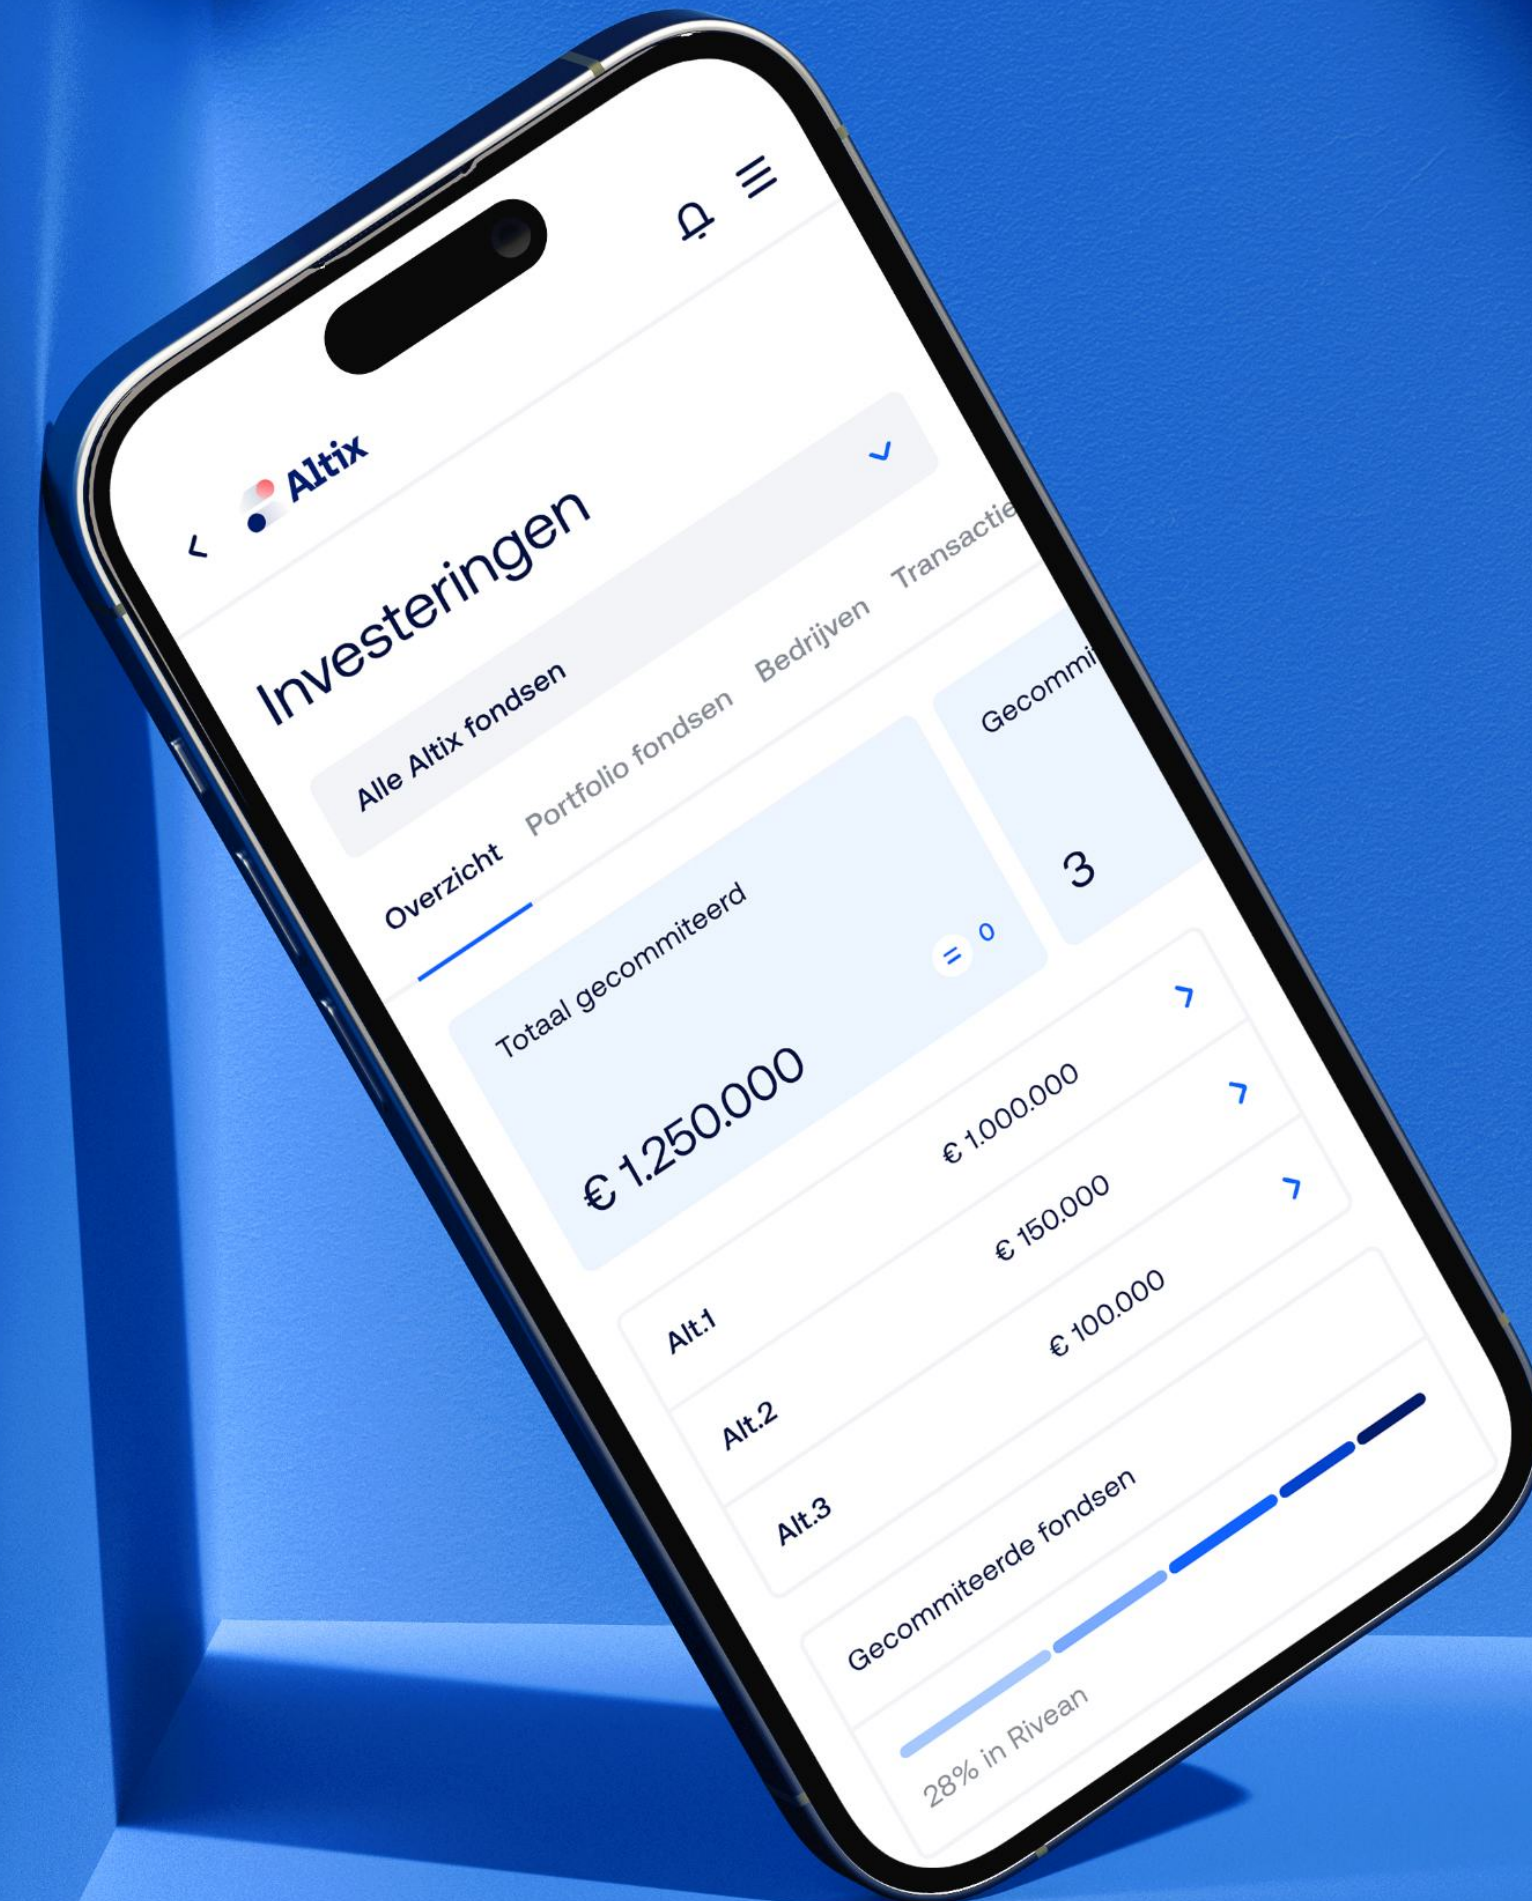 Altix
Investeringen
Alle Altix fondsen
Overzicht Portfolio fondsen Bedrijven Transactie
Totaal gecommiteerd
€ 1.250.000
= 0
Gecommi
3
Alt.1 € 1.000.000
Alt.2 € 150.000
Alt.3 € 100.000
Gecommiteerde fondsen
28% in Rivean